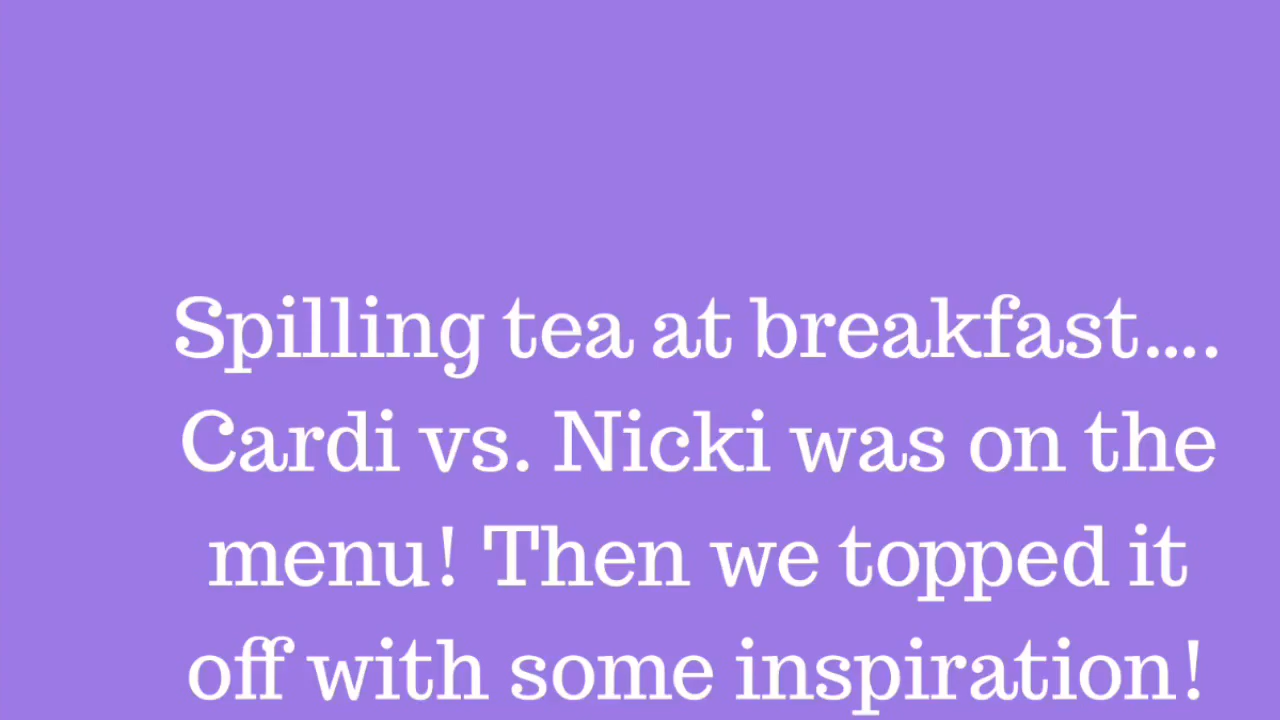 Spilling tea at breakfast....
Cardi vs. Nicki was on the
menu! Then we topped it
off with some inspiration!